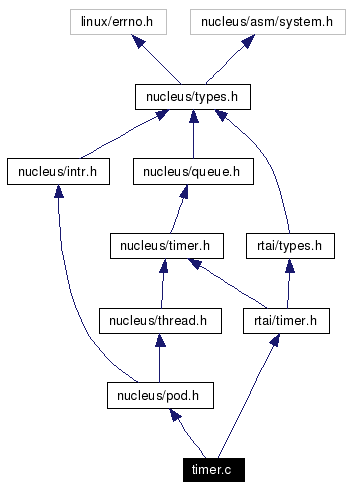 linux/errno.h
nucleus/asm/system.h
nucleus/types.h
nucleus/intr.h
nucleus/queue.h
nucleus/timer.h
rtai/types.h
nucleus/thread.h
rtai/timer.h
nucleus/pod.h
timer.c